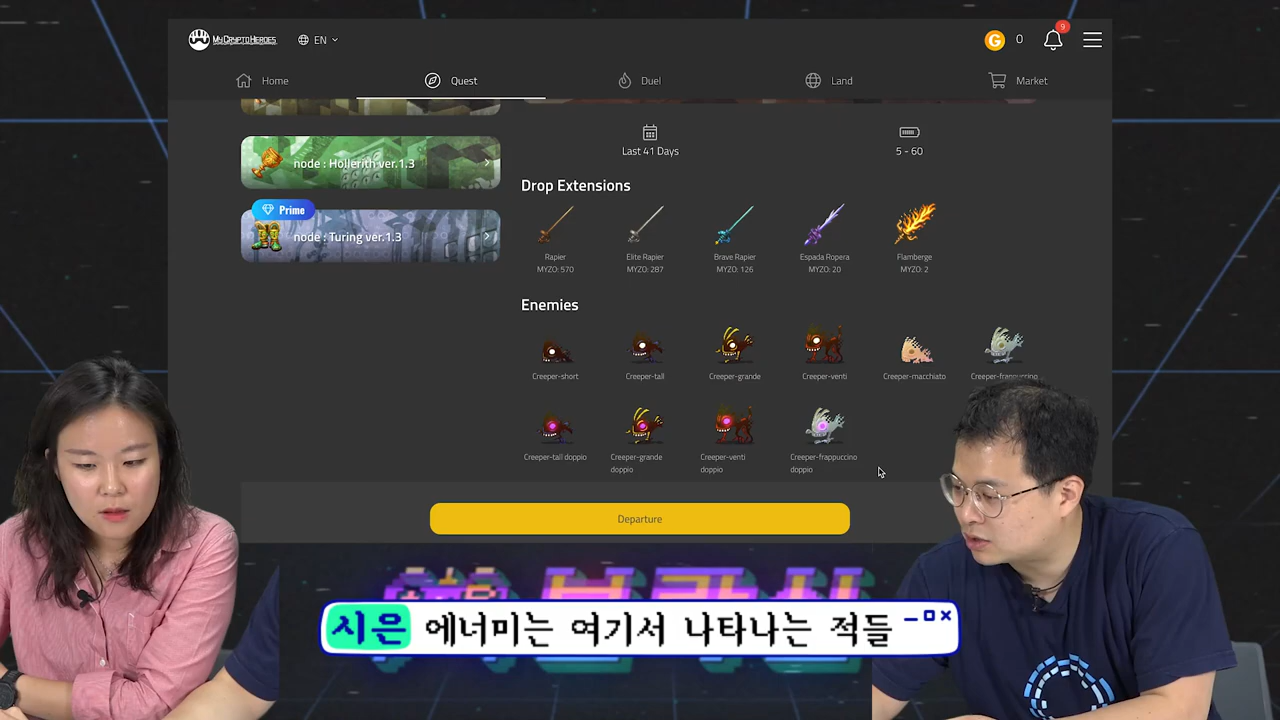 MYCRYPTOHEROES
EN
0
9
Home
Quest
Duel
Land
Market
node : Hollerith ver.1.3
Prime
node : Turing ver.1.3
Last 41 Days
5 - 60
Drop Extensions
Rapier
MYZO: 570
Elite Rapier
MYZO: 287
Brave Rapier
MYZO: 126
Espada Ropera
MYZO: 20
Flamberge
MYZO: 2
Enemies
Creeper-short
Creeper-tall
Creeper-grande
Creeper-venti
Creeper-macchiato
Creeper-frappuccino
Creeper-tall doppio
Creeper-grande
doppio
Creeper-venti
doppio
Creeper-frappuccino
doppio
Departure
시은 에너미는 여기서 나타나는 적들